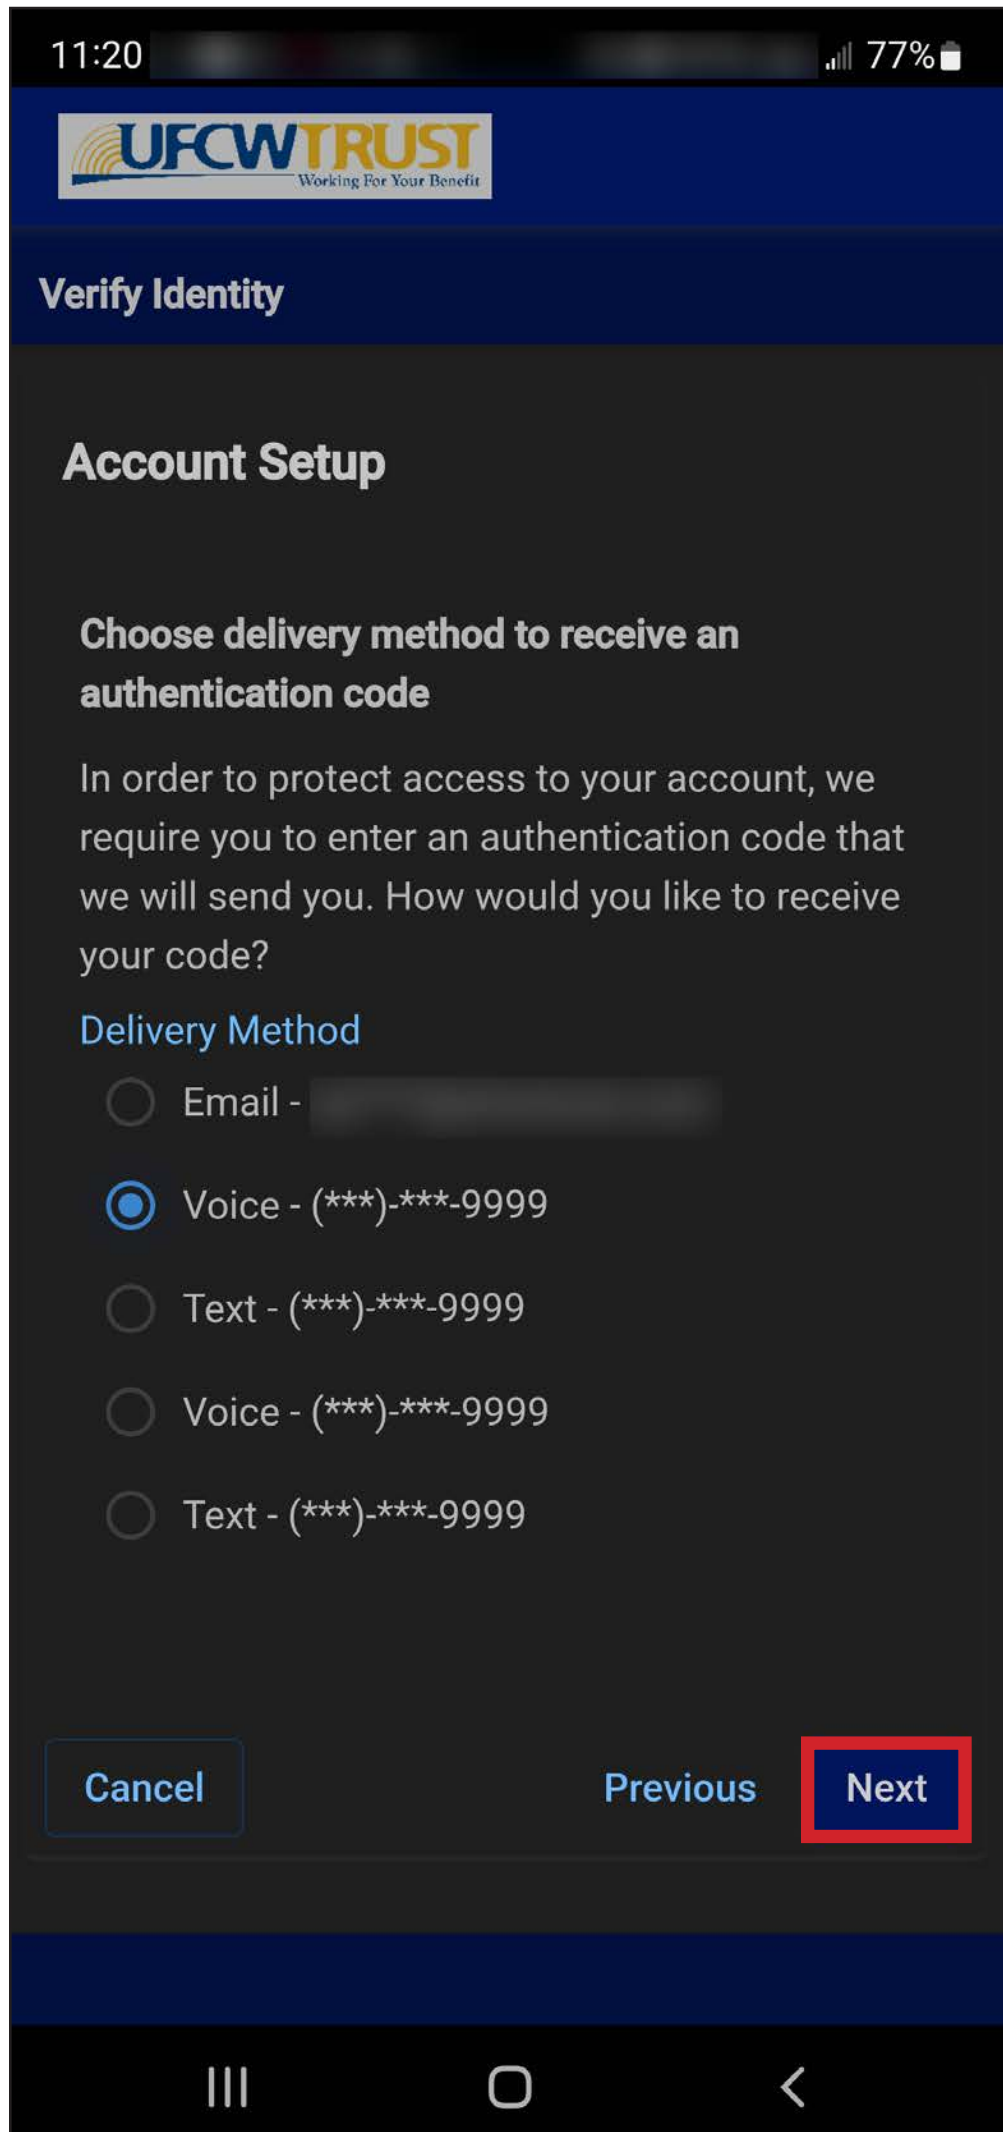 11:20 77%
UFCWTRUST
Working For Your Benefit
Verify Identity
Account Setup
Choose delivery method to receive an
authentication code
In order to protect access to your account, we
require you to enter an authentication code that
we will send you. How would you like to receive
your code?
Delivery Method
Email -
Voice - (***)-***-9999
Text - (***)-***-9999
Voice - (***)-***-9999
Text - (***)-***-9999
Cancel Previous Next